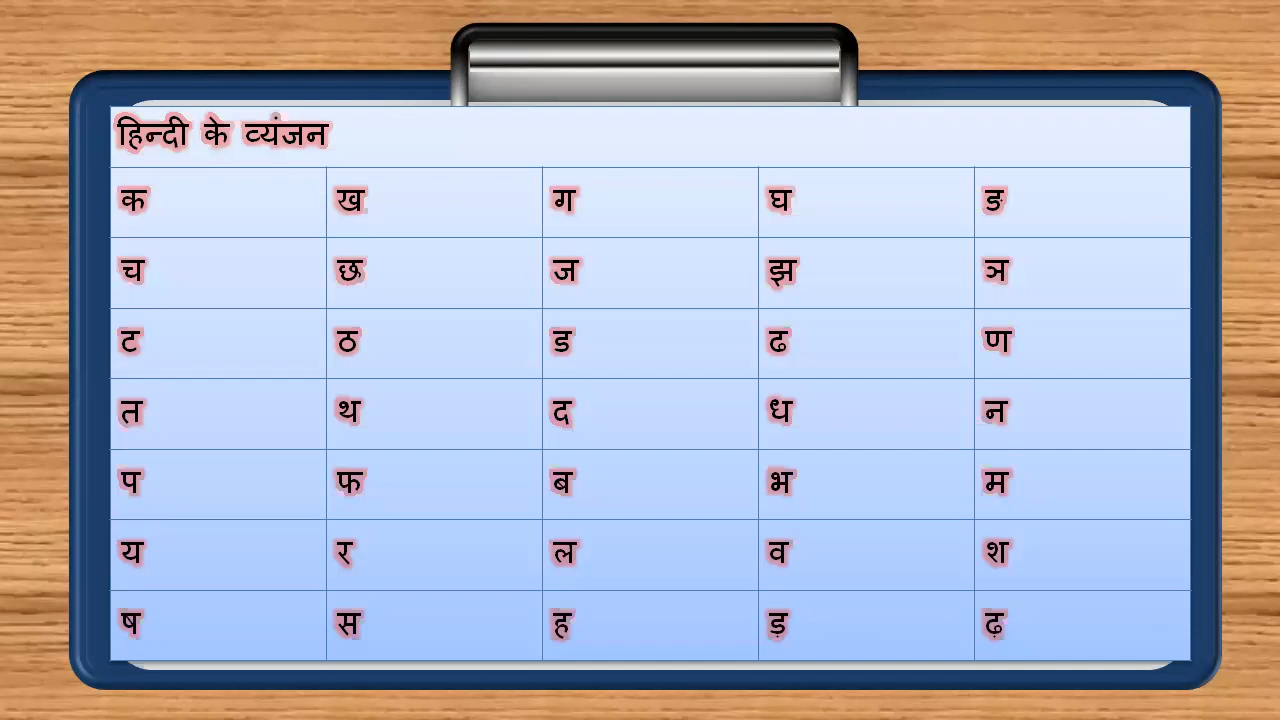 हिन्दी के व्यंजन
क ख ग घ ङ
च छ ज झ ञ
ट ठ ड ढ ण
त थ द ध न
प फ ब भ म
य र ल व श
ष स ह ड़ ढ़